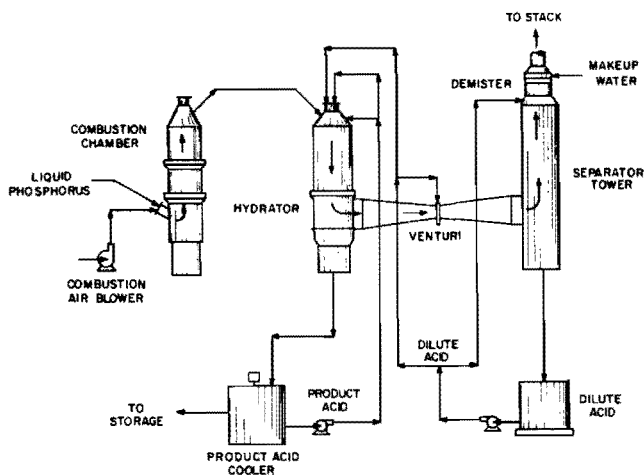 TO STACK
MAKEUP
WATER
DEMISTER
COMBUSTION
CHAMBER
SEPARATOR
TOWER
LIQUID
PHOSPHORUS
HYDRATOR
VENTURI
COMBUSTION
AIR BLOWER
DILUTE
ACID
PRODUCT
ACID
DILUTE
ACID
TO
STORAGE
PRODUCT ACID
COOLER